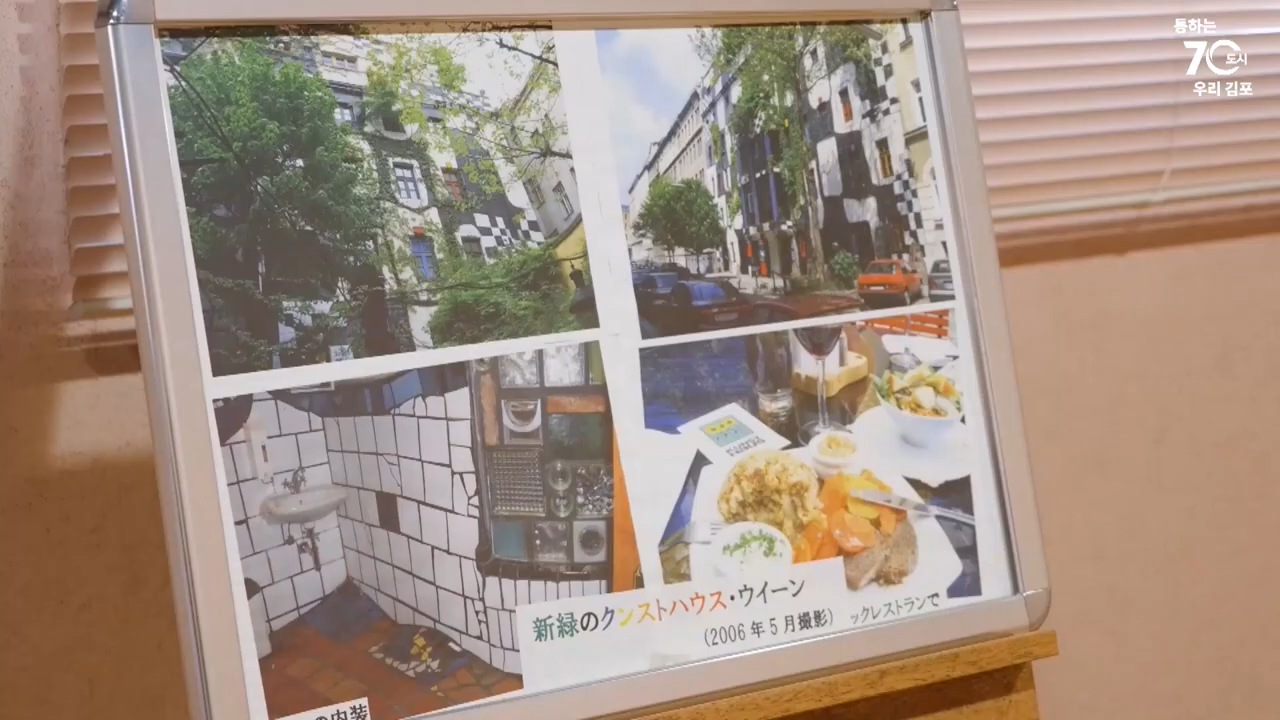 통하는
70도시
우리 김포
新緑のクンストハウス・ウイーン
(2006年5月撮影)
ックレストランで
の内装